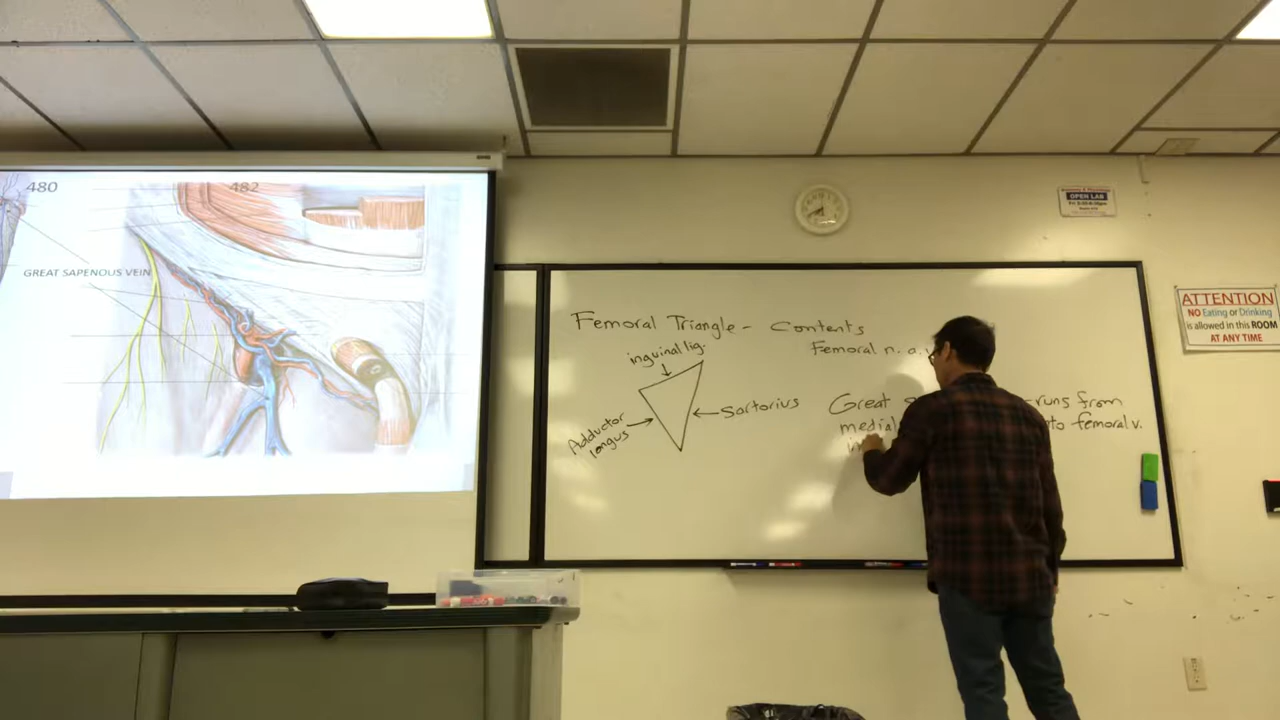 480
482
GREAT SAPENOUS VEIN
Femoral Triangle - Contents
Femoral n. a.
inguinal lig.
Sartorius
Adductor
longus
Great
runs from
medial
to femoral v.
OPEN LAB
ATTENTION
NO Eating or Drinking
is allowed in this ROOM
AT ANY TIME